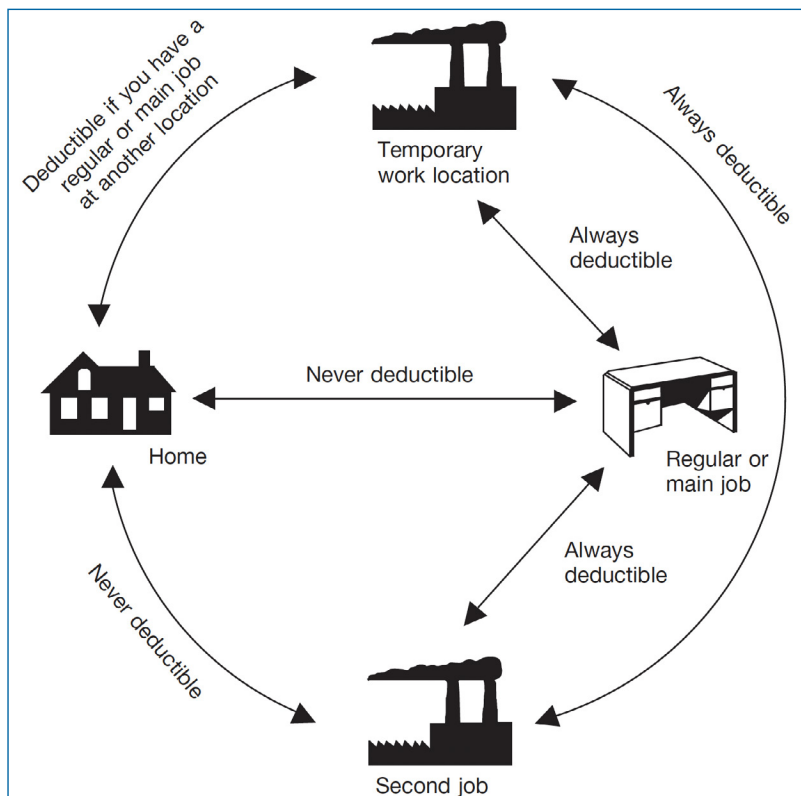 Deductible if you have a
regular or main job
at another location
Temporary
work location
Always deductible
Always
deductible
Never deductible
Home
Regular or
main job
Always
deductible
Never deductible
Second job